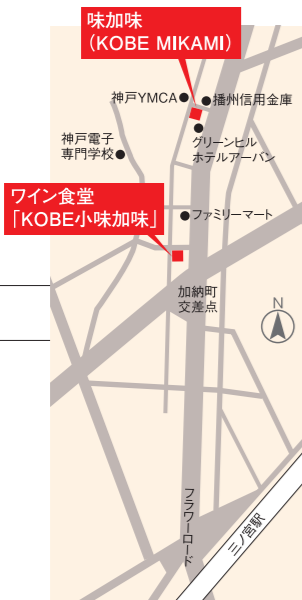 味加味
（KOBE MIKAMI）
神戸YMCA
播州信用金庫
グリーンヒル
ホテルアーバン
神戸電子
専門学校
ワイン食堂
「KOBE小味加味」
ファミリーマート
加納町
交差点
N
フラワーロード
三ノ宮駅